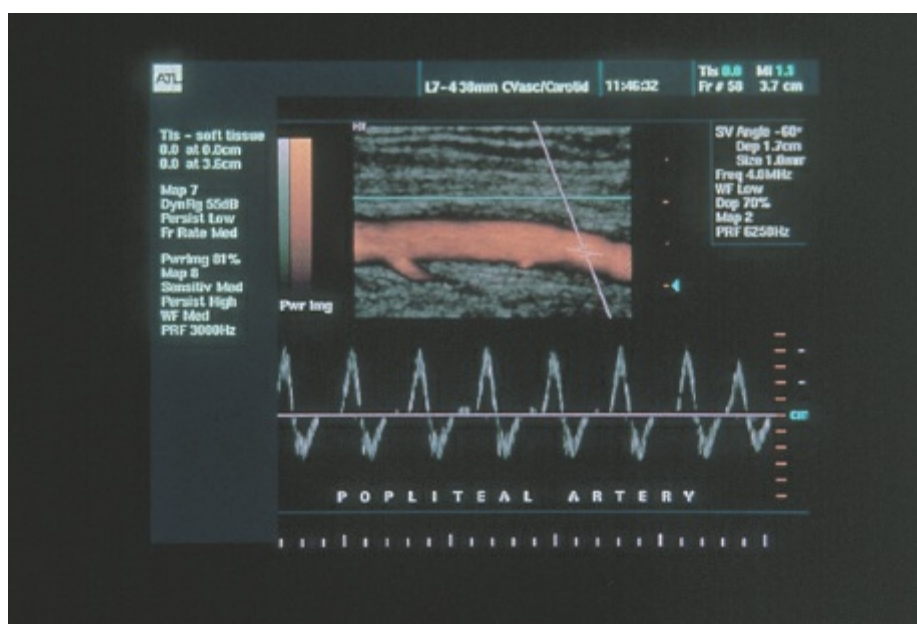 ATL
L7-4 38mm CVasc/Carotid
11:46:32
TIs 0.0 MI 1.1
Fr # 58 3.7 cm
TIs - soft tissue
0.0 at 0.0cm
0.0 at 3.6cm
Map 7
DynRg 55dB
Persist Low
Fr Rate Med
PwrImg 81%
Map 8
Sensitiv Med
Persist High
WF Med
PRF 3000Hz
Pwr Img
SV Angle -60°
Dep 1.7cm
Size 1.0mm
Freq 4.0MHz
WF Low
Dop 70%
Map 2
PRF 6250Hz
POPLITEAL ARTERY